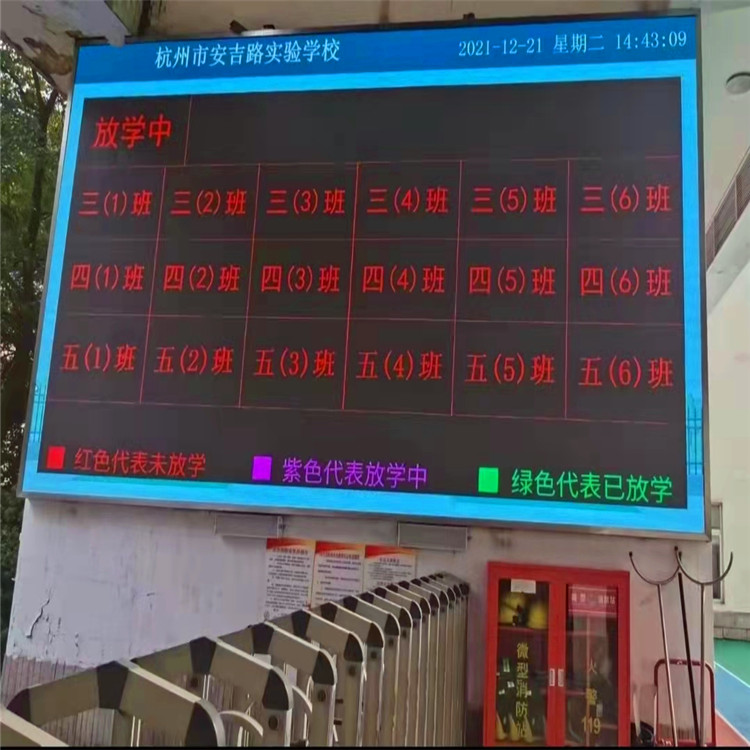 杭州市安吉路实验学校 2021-12-21 星期二 14:43:09
放学中
三(1)班 三(2)班 三(3)班 三(4)班 三(5)班 三(6)班
四(1)班 四(2)班 四(3)班 四(4)班 四(5)班 四(6)班
五(1)班 五(2)班 五(3)班 五(4)班 五(5)班 五(6)班
红色代表未放学 紫色代表放学中 绿色代表已放学
微型消防站
火警119